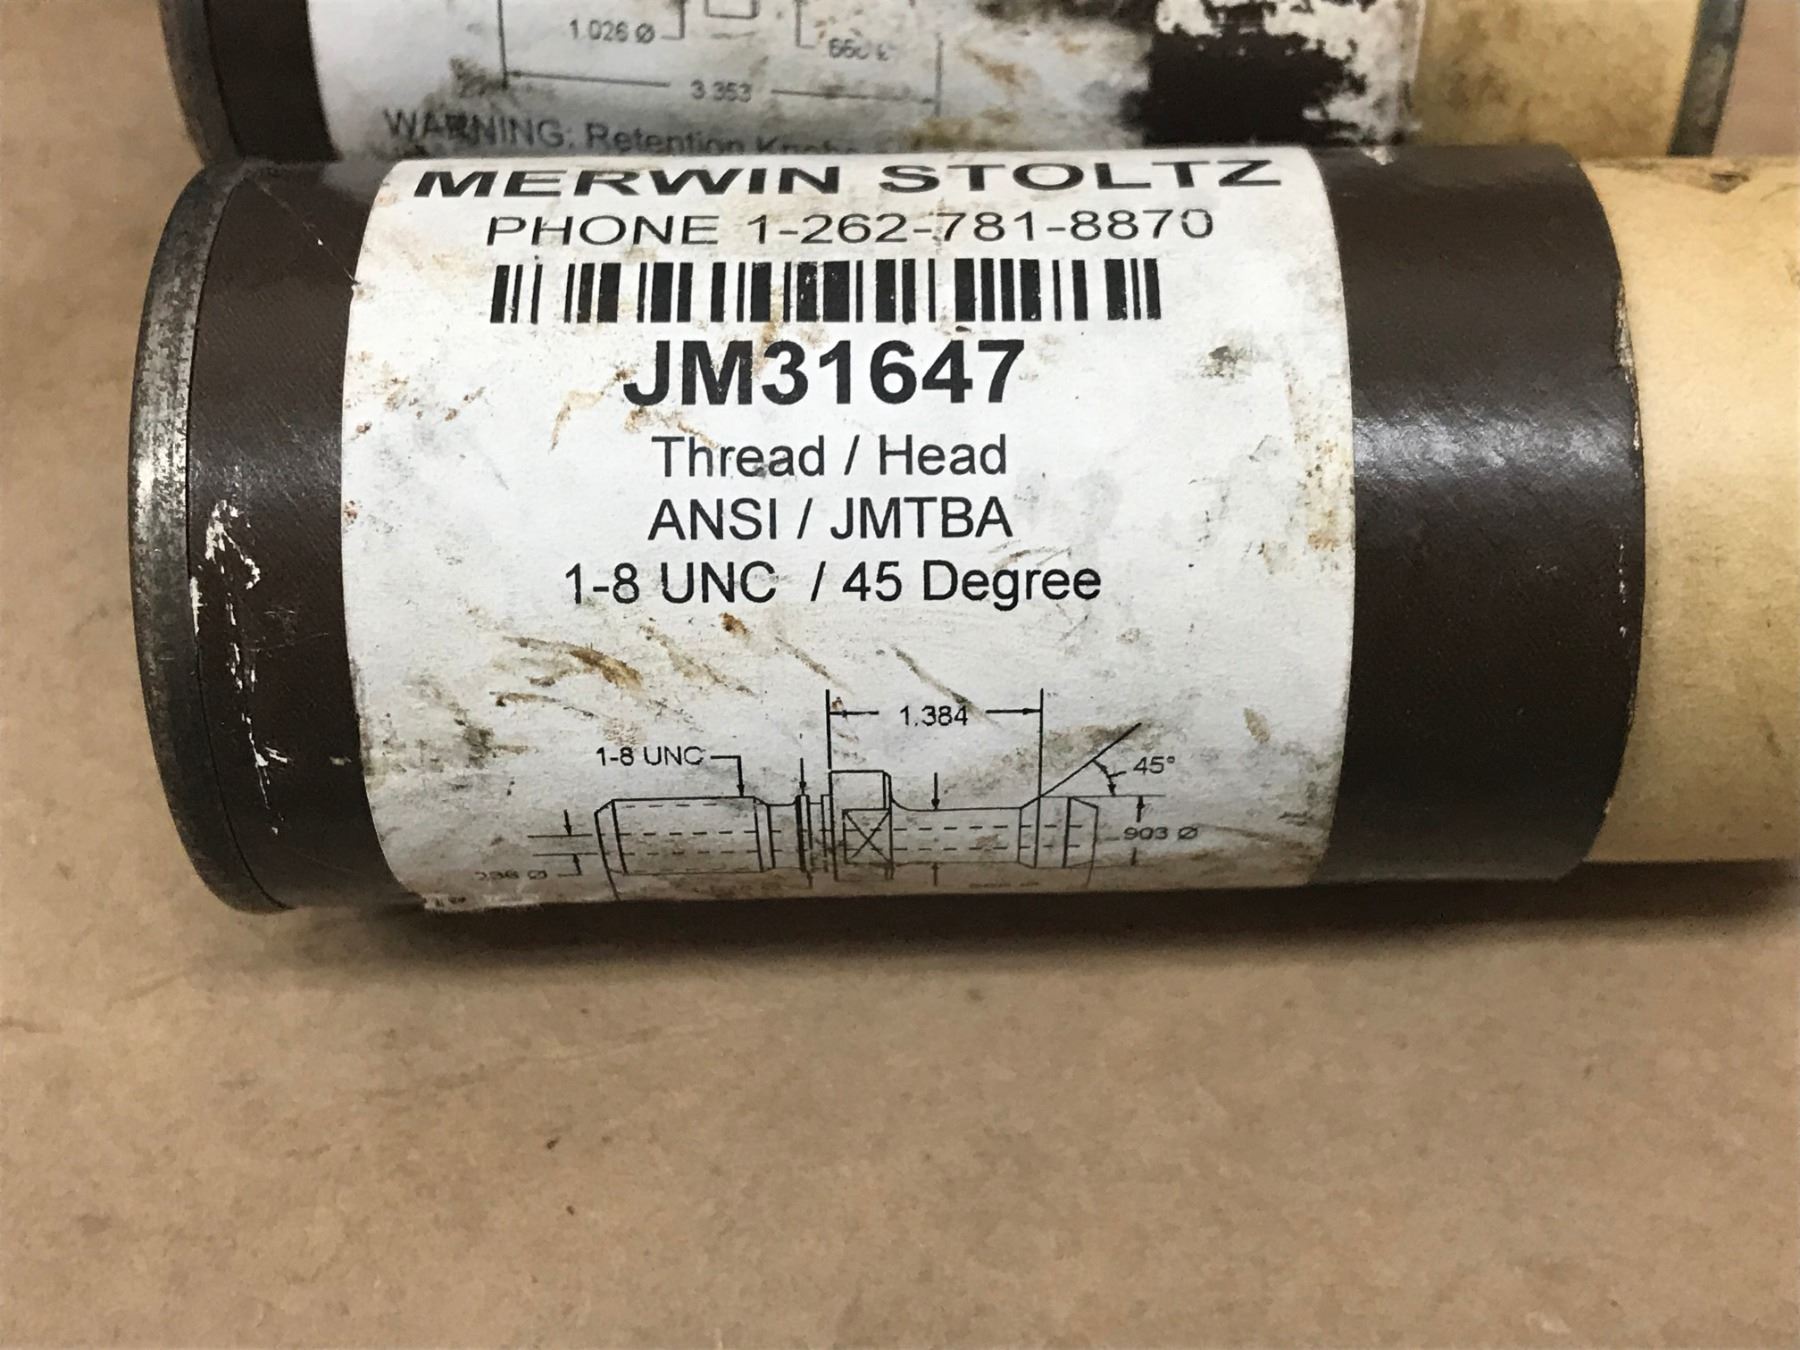 1.026 Ø
3.353
WARNING: Retention
MERWIN STOLTZ
PHONE 1-262-781-8870
JM31647
Thread / Head
ANSI / JMTBA
1-8 UNC / 45 Degree
1.384
1-8 UNC
45°
.903 Ø